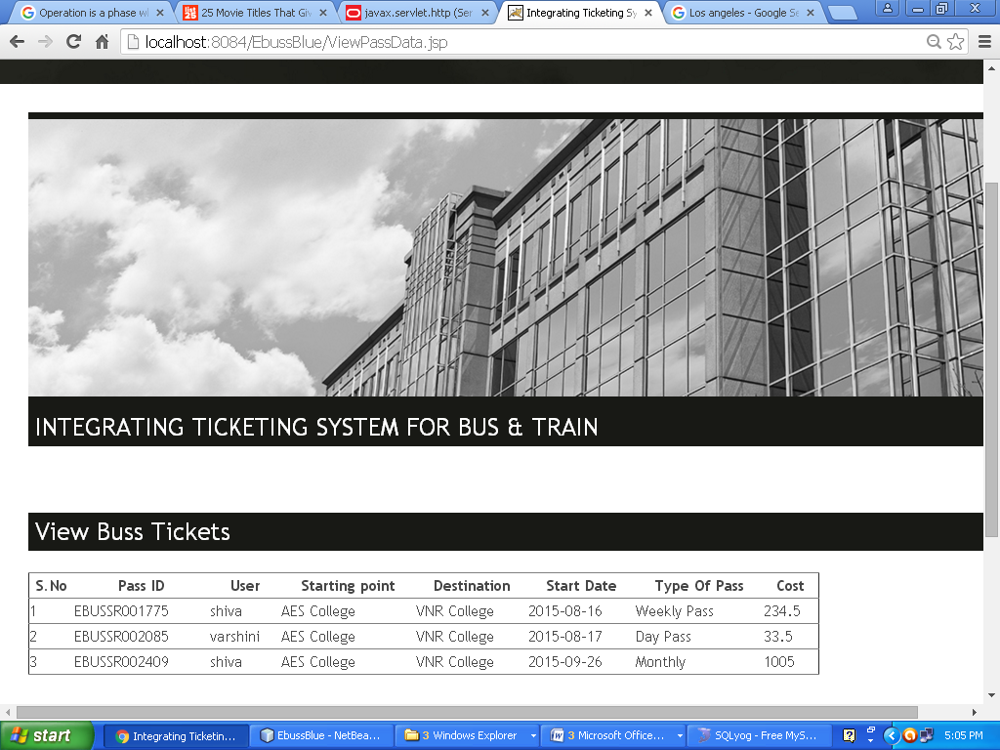 Operation is a phase wh
25 Movie Titles That Giv
javax.servlet.http (Ser
Integrating Ticketing Sy
Los angeles - Google Se
localhost:8084/EbussBlue/ViewPassData.jsp
INTEGRATING TICKETING SYSTEM FOR BUS & TRAIN
View Buss Tickets
S.No Pass ID User Starting point Destination Start Date Type Of Pass Cost
1 EBUSSR001775 shiva AES College VNR College 2015-08-16 Weekly Pass 234.5
2 EBUSSR002085 varshini AES College VNR College 2015-08-17 Day Pass 33.5
3 EBUSSR002409 shiva AES College VNR College 2015-09-26 Monthly 1005
start Integrating Ticketin... EbussBlue - NetBea... 3 Windows Explorer 3 Microsoft Office... SQLyog - Free MyS... 5:05 PM